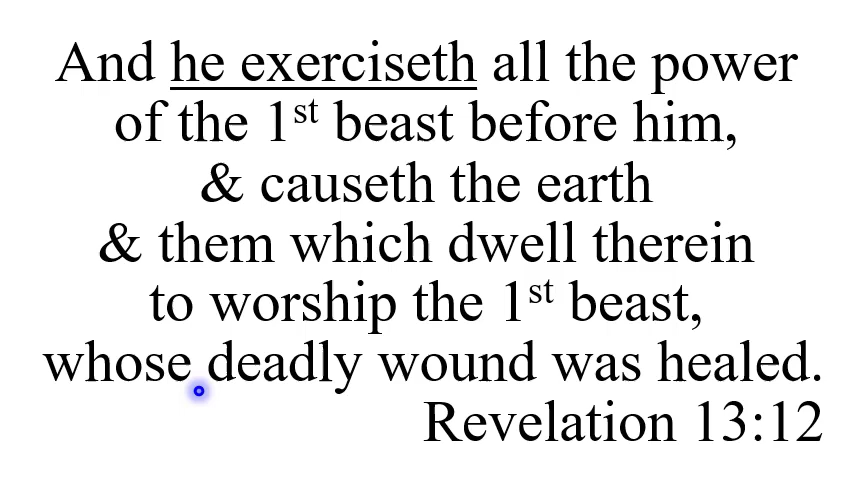 And he exerciseth all the power
of the 1st beast before him,
& causeth the earth
& them which dwell therein
to worship the 1st beast,
whose deadly wound was healed.
Revelation 13:12